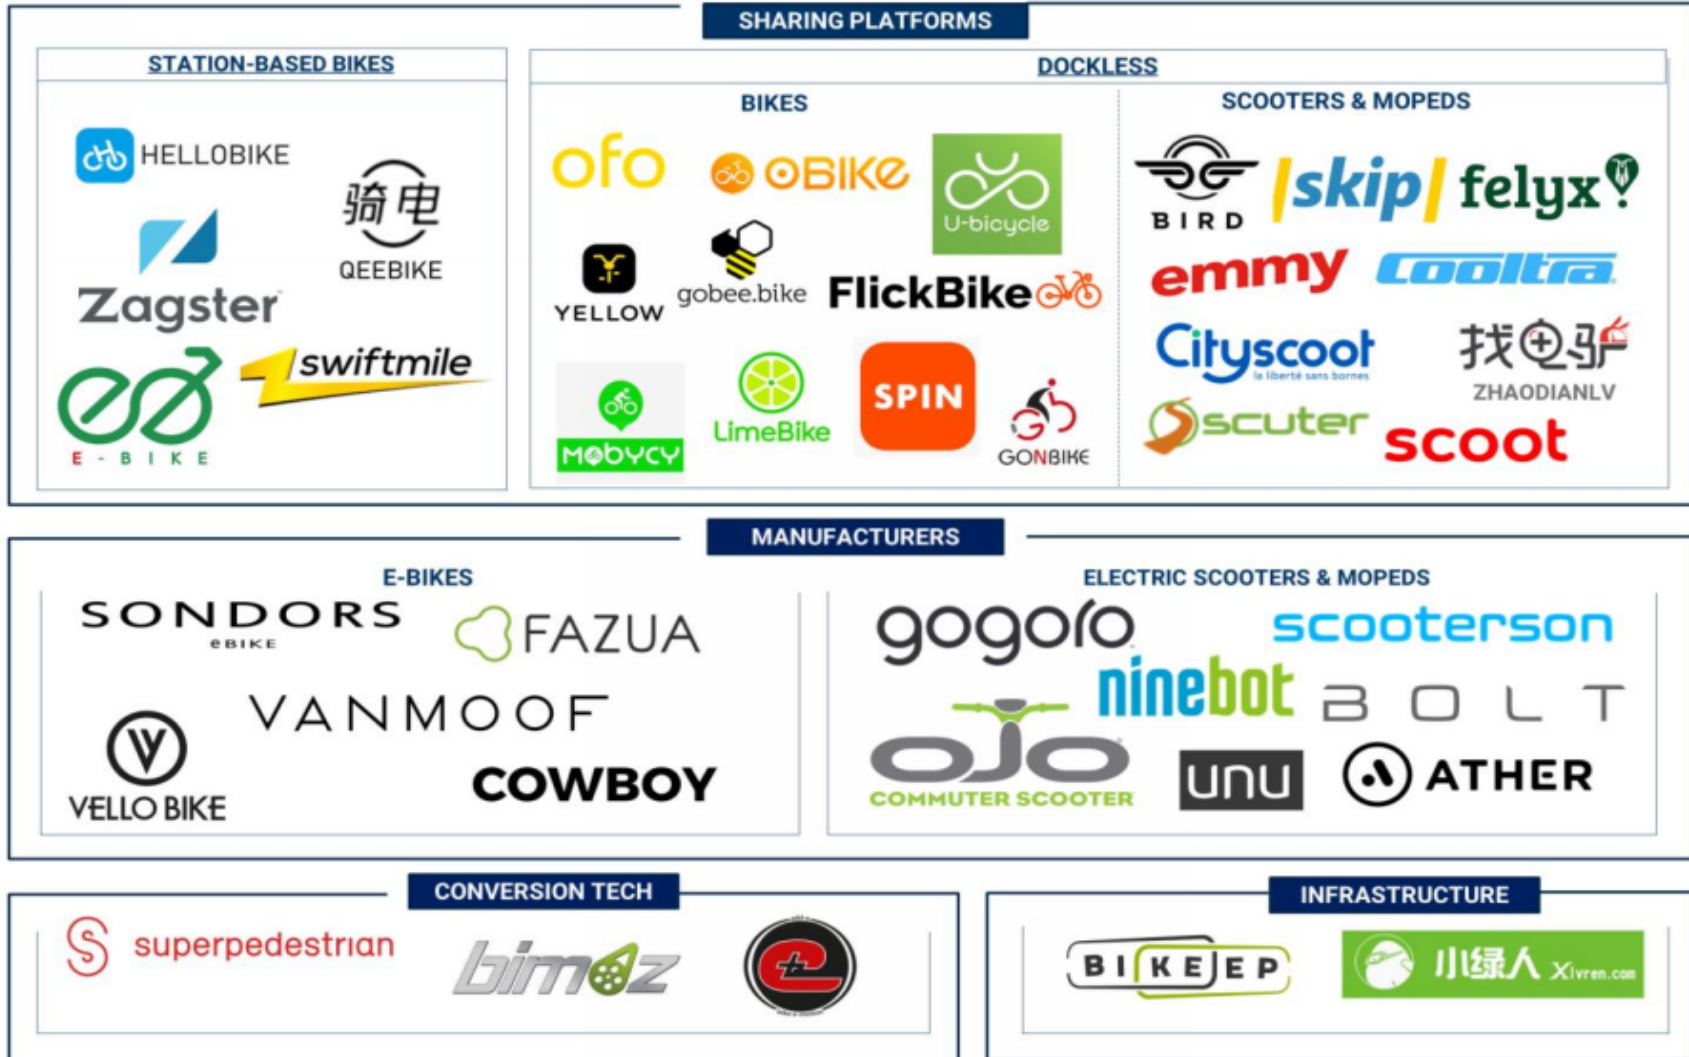 SHARING PLATFORMS
STATION-BASED BIKES
HELLOBIKE
骑电
QEEBIKE
Zagster
swiftmile
E-BIKE
DOCKLESS
BIKES
ofo
OBIKE
U-bicycle
YELLOW
gobee.bike
FlickBike
MOBYCY
LimeBike
SPIN
GONBIKE
SCOOTERS & MOPEDS
BIRD
skip
felyx
emmy
Cooltra
Cityscoot
la liberté sans bornes
找电驴
ZHAODIANLV
scuter
scoot
MANUFACTURERS
E-BIKES
SONDORS
eBIKE
FAZUA
VANMOOF
VELLO BIKE
COWBOY
ELECTRIC SCOOTERS & MOPEDS
gogoro
scooterson
ninebot
BOLT
OJO
COMMUTER SCOOTER
unu
ATHER
CONVERSION TECH
superpedestrian
bimoz
INFRASTRUCTURE
BIKEEP
小绿人 Xivren.com